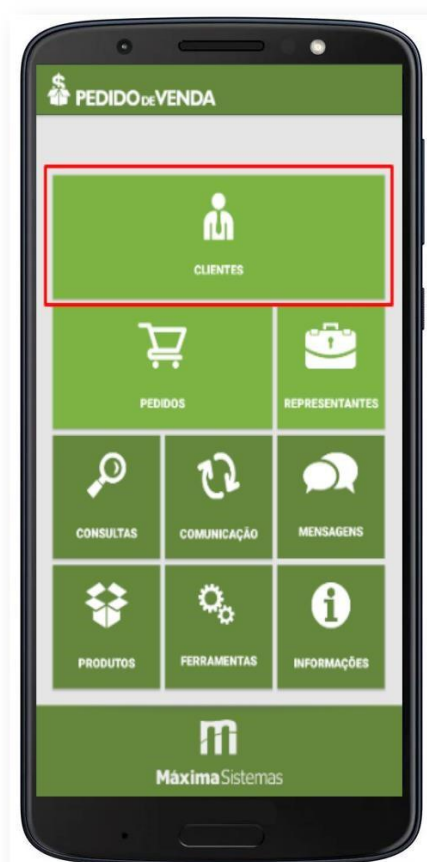 PEDIDO DE VENDA
CLIENTES
PEDIDOS
REPRESENTANTES
CONSULTAS
COMUNICAÇÃO
MENSAGENS
PRODUTOS
FERRAMENTAS
INFORMAÇÕES
m
Máxima Sistemas